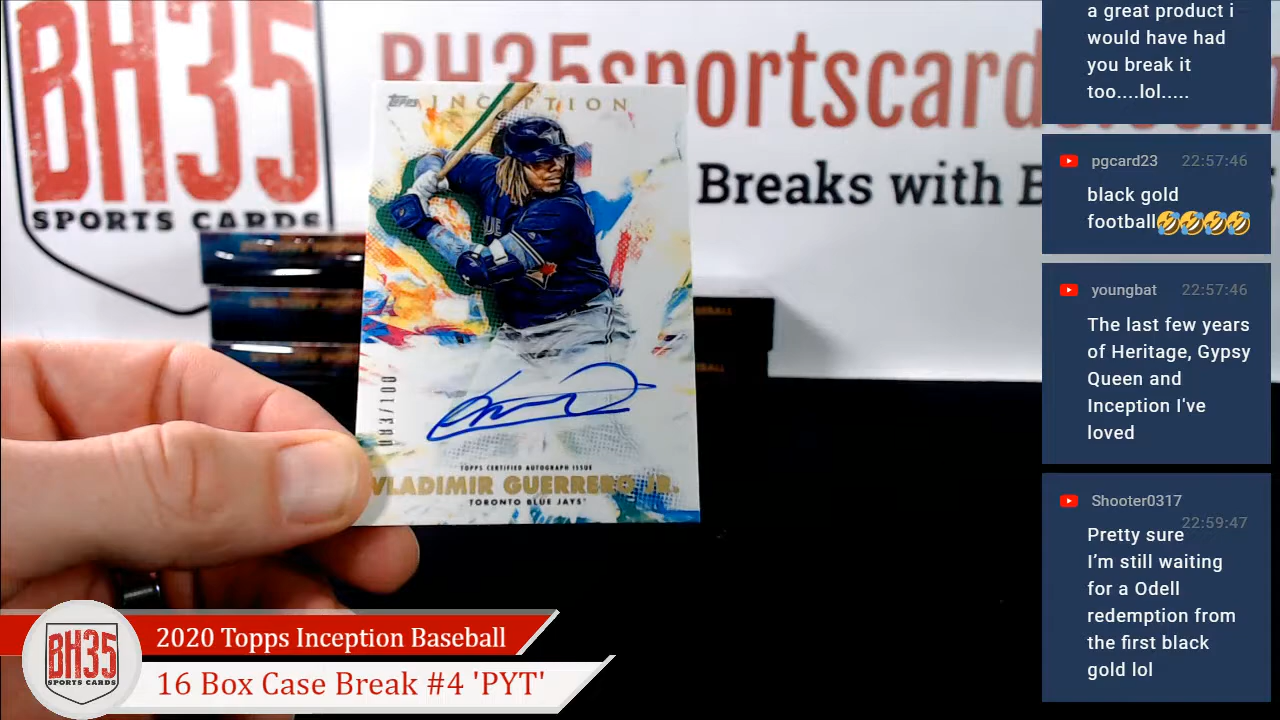 BH35
SPORTS CARDS
BH35sportscards.com
Breaks with B
TOPPS INCEPTION
083/100
TOPPS CERTIFIED AUTOGRAPH ISSUE
VLADIMIR GUERRERO JR.
TORONTO BLUE JAYS
BH35
SPORTS CARDS
2020 Topps Inception Baseball
16 Box Case Break #4 'PYT'
a great product i
would have had
you break it
too....lol.....
pgcard23 22:57:46
black gold
football🤣🤣🤣🤣
youngbat 22:57:46
The last few years
of Heritage, Gypsy
Queen and
Inception I've
loved
Shooter0317
22:59:47
Pretty sure
I'm still waiting
for a Odell
redemption from
the first black
gold lol